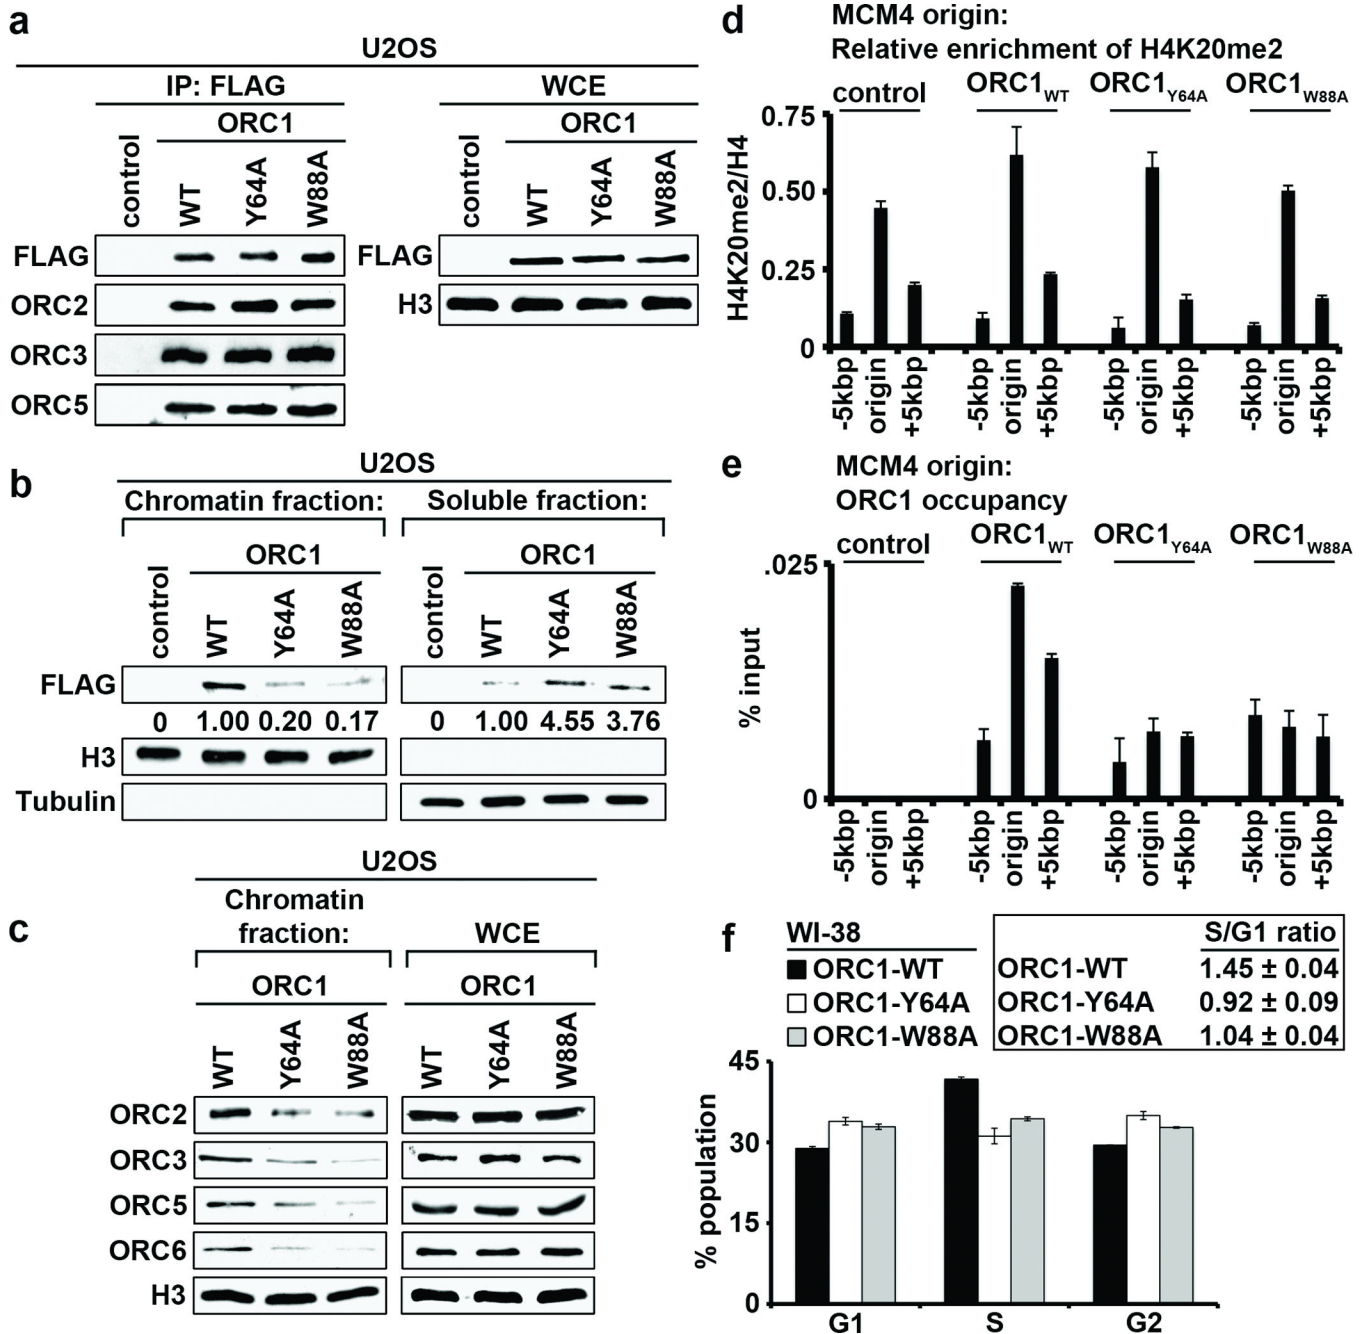 a
U2OS
IP: FLAG
WCE
ORC1
ORC1
control
WT
Y64A
W88A
control
WT
Y64A
W88A
FLAG
FLAG
ORC2
H3
ORC3
ORC5
b
U2OS
Chromatin fraction:
Soluble fraction:
ORC1
ORC1
control
WT
Y64A
W88A
control
WT
Y64A
W88A
FLAG
0 1.00 0.20 0.17
0 1.00 4.55 3.76
H3
Tubulin
c
U2OS
Chromatin
fraction:
WCE
ORC1
ORC1
WT
Y64A
W88A
WT
Y64A
W88A
ORC2
ORC3
ORC5
ORC6
H3
d
MCM4 origin:
Relative enrichment of H4K20me2
control
ORC1WT
ORC1Y64A
ORC1W88A
H4K20me2/H4
0.75
0.50
0.25
0
-5kbp
origin
+5kbp
-5kbp
origin
+5kbp
-5kbp
origin
+5kbp
-5kbp
origin
+5kbp
e
MCM4 origin:
ORC1 occupancy
control
ORC1WT
ORC1Y64A
ORC1W88A
% input
.025
0
-5kbp
origin
+5kbp
-5kbp
origin
+5kbp
-5kbp
origin
+5kbp
-5kbp
origin
+5kbp
f
WI-38
ORC1-WT
ORC1-Y64A
ORC1-W88A
S/G1 ratio
ORC1-WT 1.45 ± 0.04
ORC1-Y64A 0.92 ± 0.09
ORC1-W88A 1.04 ± 0.04
% population
45
30
15
0
G1
S
G2